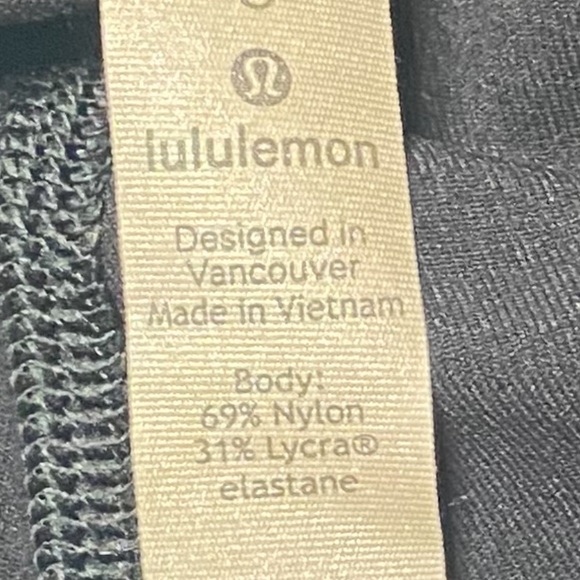 lululemon
Designed in
Vancouver
Made in Vietnam
Body:
69% Nylon
31% Lycra®
elastane